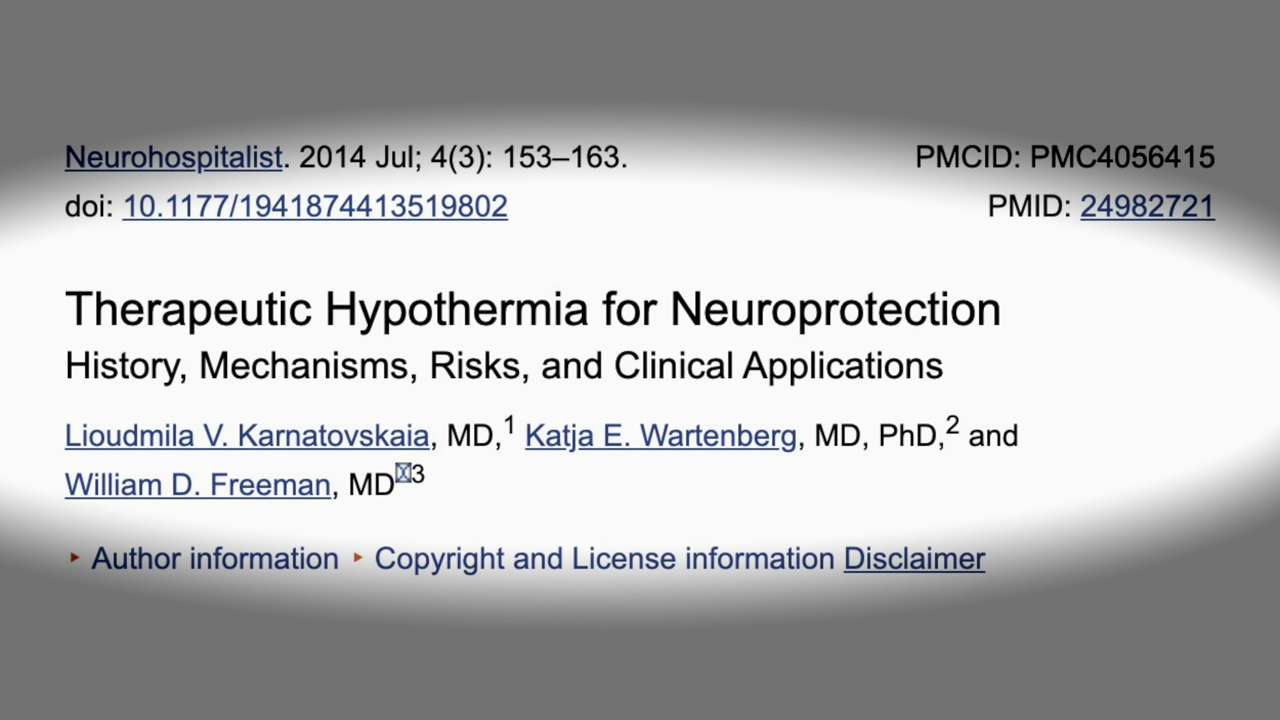 Neurohospitalist. 2014 Jul; 4(3): 153–163. PMCID: PMC4056415
doi: 10.1177/1941874413519802 PMID: 24982721
Therapeutic Hypothermia for Neuroprotection
History, Mechanisms, Risks, and Clinical Applications
Lioudmila V. Karnatovskaia, MD,1 Katja E. Wartenberg, MD, PhD,2 and
William D. Freeman, MD3
▸ Author information ▸ Copyright and License information Disclaimer